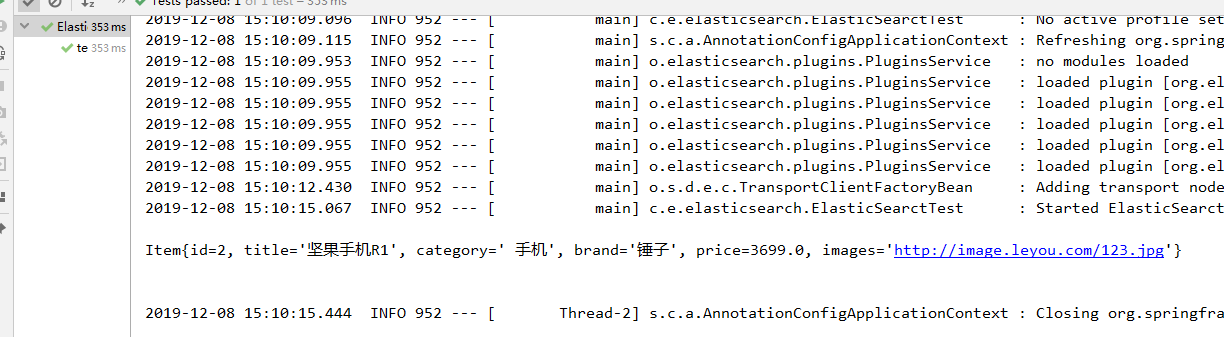 Tests passed: 1 of 1 test – 353 ms
Elasti 353 ms
te 353 ms
2019-12-08 15:10:09.096  INFO 952 --- [           main] c.e.elasticsearch.ElasticSearctTest      : No active profile set
2019-12-08 15:10:09.115  INFO 952 --- [           main] s.c.a.AnnotationConfigApplicationContext : Refreshing org.spring
2019-12-08 15:10:09.953  INFO 952 --- [           main] o.elasticsearch.plugins.PluginsService   : no modules loaded
2019-12-08 15:10:09.955  INFO 952 --- [           main] o.elasticsearch.plugins.PluginsService   : loaded plugin [org.el
2019-12-08 15:10:09.955  INFO 952 --- [           main] o.elasticsearch.plugins.PluginsService   : loaded plugin [org.el
2019-12-08 15:10:09.955  INFO 952 --- [           main] o.elasticsearch.plugins.PluginsService   : loaded plugin [org.el
2019-12-08 15:10:09.955  INFO 952 --- [           main] o.elasticsearch.plugins.PluginsService   : loaded plugin [org.el
2019-12-08 15:10:09.955  INFO 952 --- [           main] o.elasticsearch.plugins.PluginsService   : loaded plugin [org.el
2019-12-08 15:10:12.430  INFO 952 --- [           main] o.s.d.e.c.TransportClientFactoryBean     : Adding transport node
2019-12-08 15:10:15.067  INFO 952 --- [           main] c.e.elasticsearch.ElasticSearctTest      : Started ElasticSearct
Item{id=2, title='坚果手机R1', category=' 手机', brand='锤子', price=3699.0, images='http://image.leyou.com/123.jpg'}
2019-12-08 15:10:15.444  INFO 952 --- [       Thread-2] s.c.a.AnnotationConfigApplicationContext : Closing org.springfra